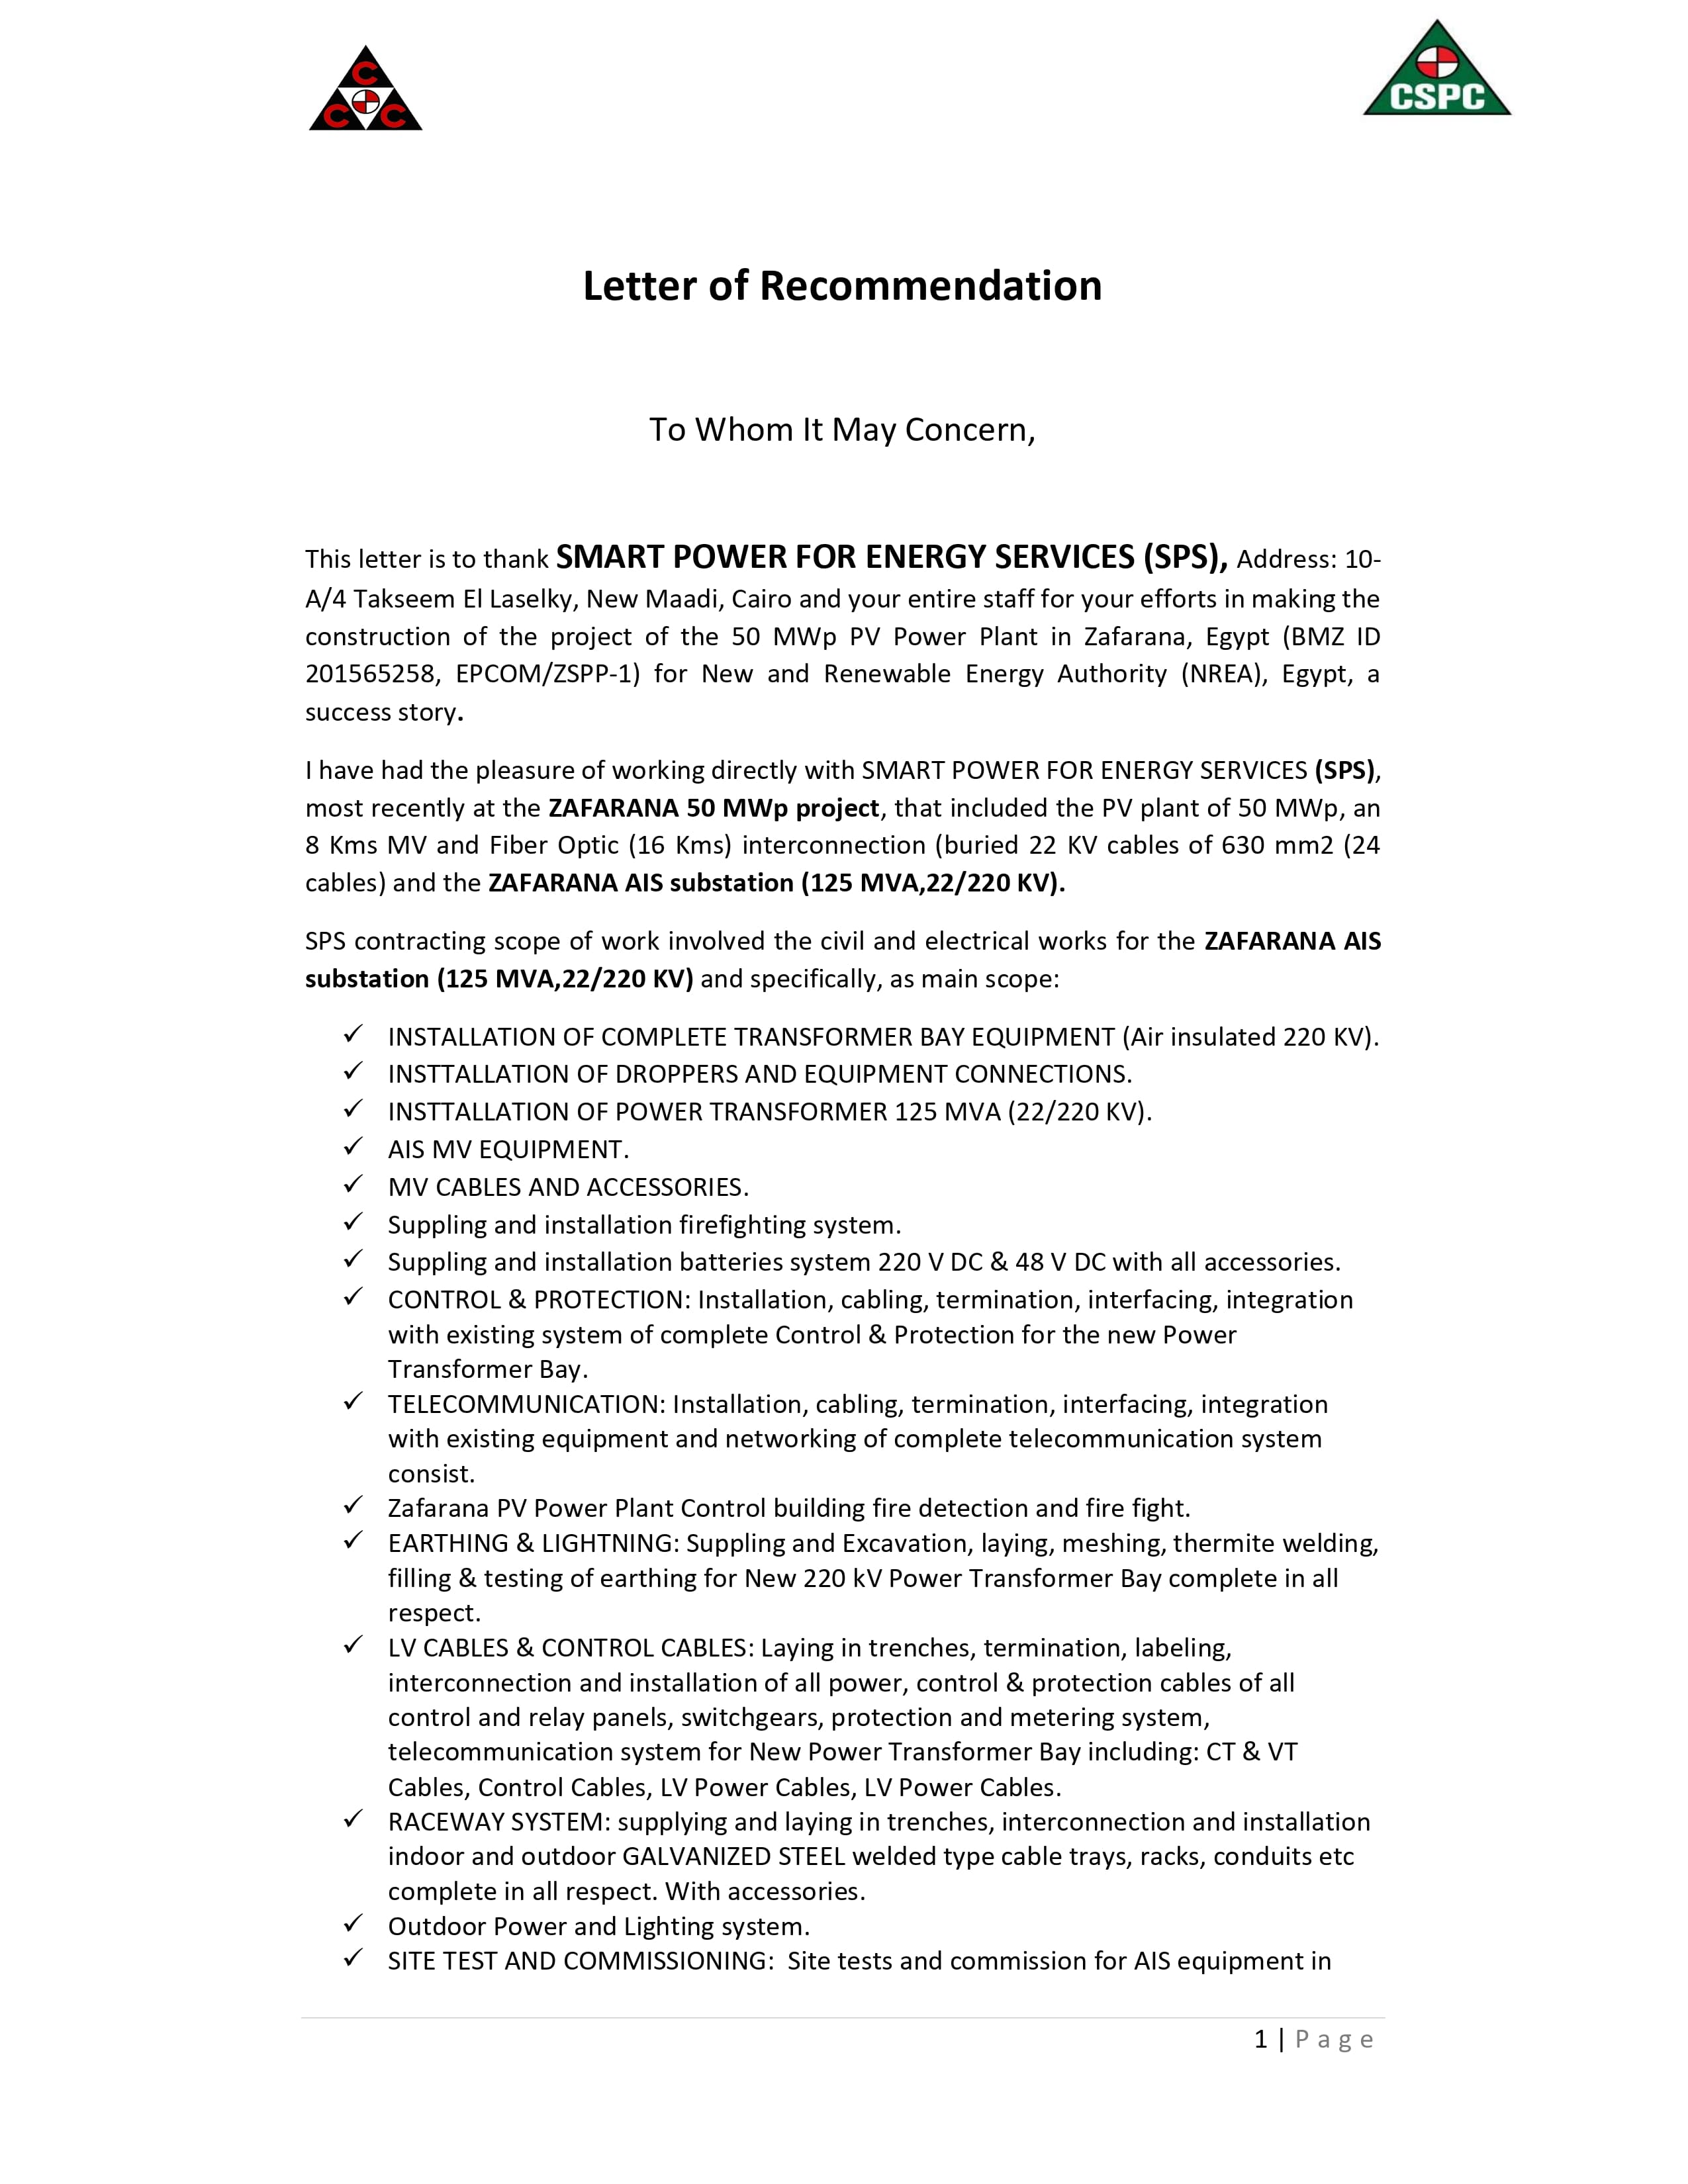 C
C C
CSPC
Letter of Recommendation
To Whom It May Concern,
This letter is to thank SMART POWER FOR ENERGY SERVICES (SPS), Address: 10-
A/4 Takseem El Laselky, New Maadi, Cairo and your entire staff for your efforts in making the
construction of the project of the 50 MWp PV Power Plant in Zafarana, Egypt (BMZ ID
201565258, EPCOM/ZSPP-1) for New and Renewable Energy Authority (NREA), Egypt, a
success story.
I have had the pleasure of working directly with SMART POWER FOR ENERGY SERVICES (SPS),
most recently at the ZAFARANA 50 MWp project, that included the PV plant of 50 MWp, an
8 Kms MV and Fiber Optic (16 Kms) interconnection (buried 22 KV cables of 630 mm2 (24
cables) and the ZAFARANA AIS substation (125 MVA,22/220 KV).
SPS contracting scope of work involved the civil and electrical works for the ZAFARANA AIS
substation (125 MVA,22/220 KV) and specifically, as main scope:
✓ INSTALLATION OF COMPLETE TRANSFORMER BAY EQUIPMENT (Air insulated 220 KV).
✓ INSTTALLATION OF DROPPERS AND EQUIPMENT CONNECTIONS.
✓ INSTTALLATION OF POWER TRANSFORMER 125 MVA (22/220 KV).
✓ AIS MV EQUIPMENT.
✓ MV CABLES AND ACCESSORIES.
✓ Suppling and installation firefighting system.
✓ Suppling and installation batteries system 220 V DC & 48 V DC with all accessories.
✓ CONTROL & PROTECTION: Installation, cabling, termination, interfacing, integration
with existing system of complete Control & Protection for the new Power
Transformer Bay.
✓ TELECOMMUNICATION: Installation, cabling, termination, interfacing, integration
with existing equipment and networking of complete telecommunication system
consist.
✓ Zafarana PV Power Plant Control building fire detection and fire fight.
✓ EARTHING & LIGHTNING: Suppling and Excavation, laying, meshing, thermite welding,
filling & testing of earthing for New 220 kV Power Transformer Bay complete in all
respect.
✓ LV CABLES & CONTROL CABLES: Laying in trenches, termination, labeling,
interconnection and installation of all power, control & protection cables of all
control and relay panels, switchgears, protection and metering system,
telecommunication system for New Power Transformer Bay including: CT & VT
Cables, Control Cables, LV Power Cables, LV Power Cables.
✓ RACEWAY SYSTEM: supplying and laying in trenches, interconnection and installation
indoor and outdoor GALVANIZED STEEL welded type cable trays, racks, conduits etc
complete in all respect. With accessories.
✓ Outdoor Power and Lighting system.
✓ SITE TEST AND COMMISSIONING: Site tests and commission for AIS equipment in
1 | Page